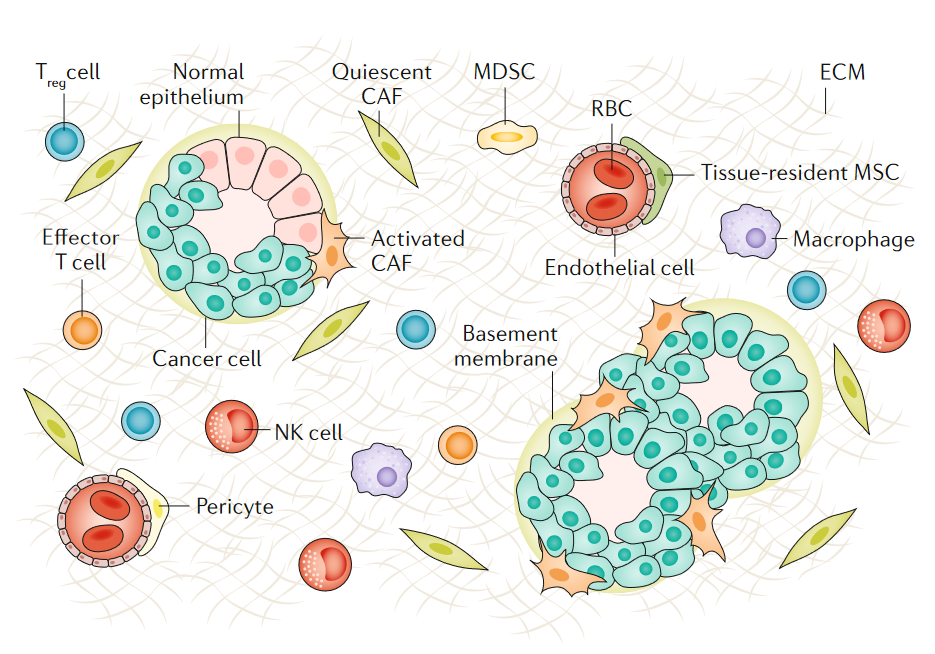 T reg cell
Normal
epithelium
Quiescent
CAF
MDSC
RBC
ECM
Tissue-resident MSC
Effector
T cell
Activated
CAF
Macrophage
Endothelial cell
Cancer cell
Basement
membrane
NK cell
Pericyte